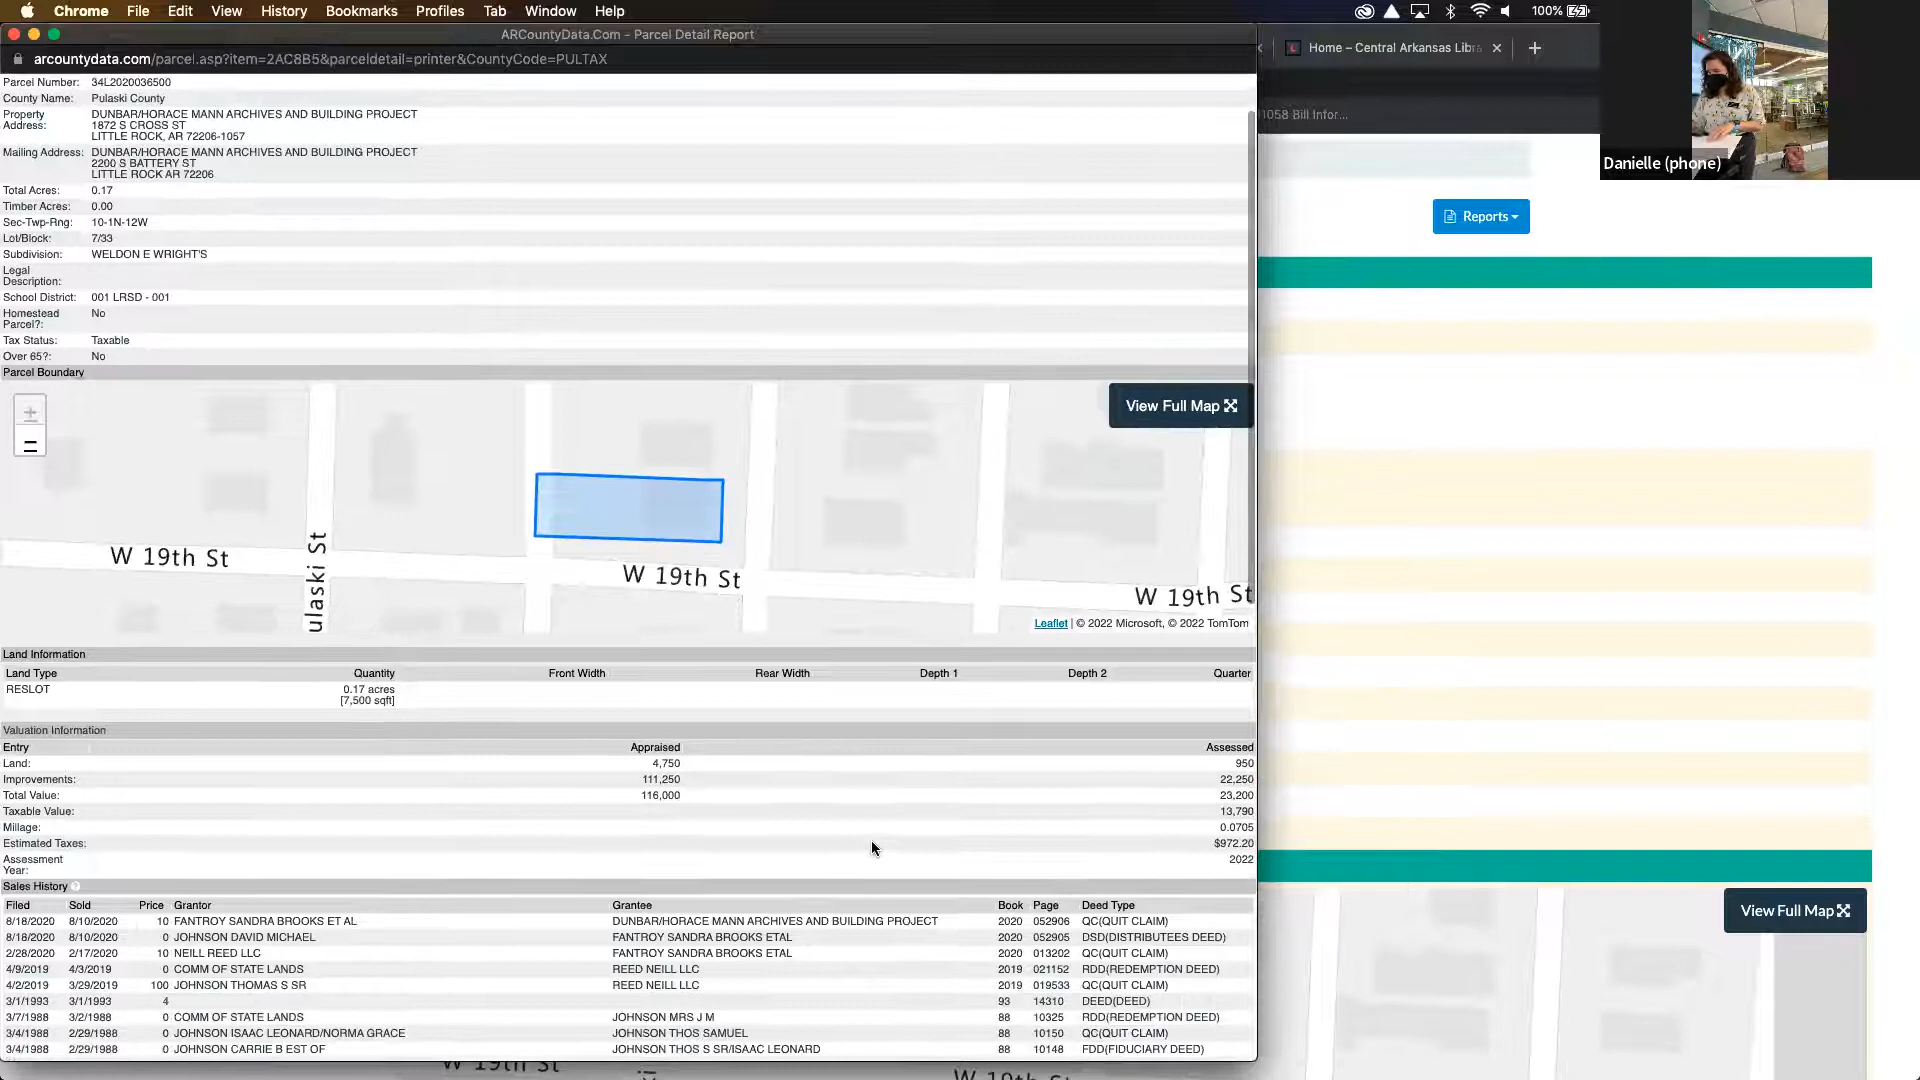 Chrome File Edit View History Bookmarks Profiles Tab Window Help 100%
ARCountyData.Com – Parcel Detail Report
arcountydata.com/parcel.asp?item=2AC8B5&parceldetail=printer&CountyCode=PULTAX
Home – Central Arkansas Libra
1058 Bill Infor...
Danielle (phone)
Reports
Parcel Number: 34L2020036500
County Name: Pulaski County
Property Address: DUNBAR/HORACE MANN ARCHIVES AND BUILDING PROJECT
1872 S CROSS ST
LITTLE ROCK, AR 72206-1057
Mailing Address: DUNBAR/HORACE MANN ARCHIVES AND BUILDING PROJECT
2200 S BATTERY ST
LITTLE ROCK AR 72206
Total Acres: 0.17
Timber Acres: 0.00
Sec-Twp-Rng: 10-1N-12W
Lot/Block: 7/33
Subdivision: WELDON E WRIGHT'S
Legal Description:
School District: 001 LRSD - 001
Homestead Parcel?: No
Tax Status: Taxable
Over 65?: No
Parcel Boundary
View Full Map
+
−
W 19th St
ulaski St
W 19th St
W 19th St
Leaflet | © 2022 Microsoft, © 2022 TomTom
Land Information
Land Type Quantity Front Width Rear Width Depth 1 Depth 2 Quarter
RESLOT 0.17 acres
[7,500 sqft]
Valuation Information
Entry Appraised Assessed
Land: 4,750 950
Improvements: 111,250 22,250
Total Value: 116,000 23,200
Taxable Value: 13,790
Millage: 0.0705
Estimated Taxes: $972.20
Assessment Year: 2022
Sales History
Filed Sold Price Grantor Grantee Book Page Deed Type
8/18/2020 8/10/2020 10 FANTROY SANDRA BROOKS ET AL DUNBAR/HORACE MANN ARCHIVES AND BUILDING PROJECT 2020 052906 QC(QUIT CLAIM)
8/18/2020 8/10/2020 0 JOHNSON DAVID MICHAEL FANTROY SANDRA BROOKS ETAL 2020 052905 DSD(DISTRIBUTEES DEED)
2/28/2020 2/17/2020 10 NEILL REED LLC FANTROY SANDRA BROOKS ETAL 2020 013202 QC(QUIT CLAIM)
4/9/2019 4/3/2019 0 COMM OF STATE LANDS REED NEILL LLC 2019 021152 RDD(REDEMPTION DEED)
4/2/2019 3/29/2019 100 JOHNSON THOMAS S SR REED NEILL LLC 2019 019533 QC(QUIT CLAIM)
3/1/1993 3/1/1993 4 93 14310 DEED(DEED)
3/7/1988 3/2/1988 0 COMM OF STATE LANDS JOHNSON MRS J M 88 10325 RDD(REDEMPTION DEED)
3/4/1988 2/29/1988 0 JOHNSON ISAAC LEONARD/NORMA GRACE JOHNSON THOS SAMUEL 88 10150 QC(QUIT CLAIM)
3/4/1988 2/29/1988 0 JOHNSON CARRIE B EST OF JOHNSON THOS S SR/ISAAC LEONARD 88 10148 FDD(FIDUCIARY DEED)
View Full Map
W 19th St
W 19th St